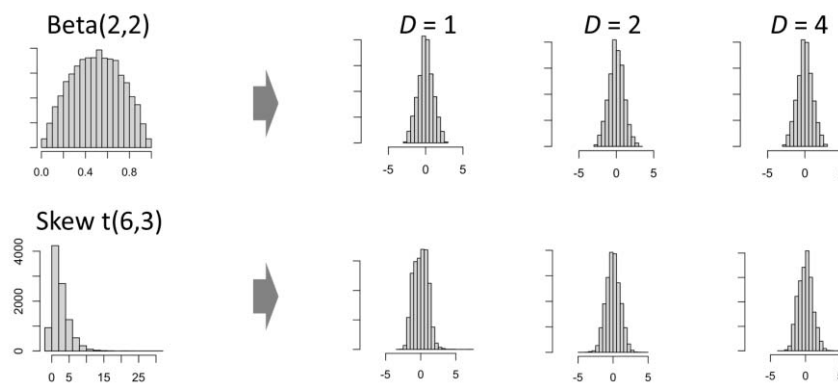 Beta(2,2)
D = 1
D = 2
D = 4
0.0 0.4 0.8
-5 0 5
-5 0 5
-5 0
Skew t(6,3)
4000
2000
0
0 5 15 25
-5 0 5
-5 0 5
-5 0